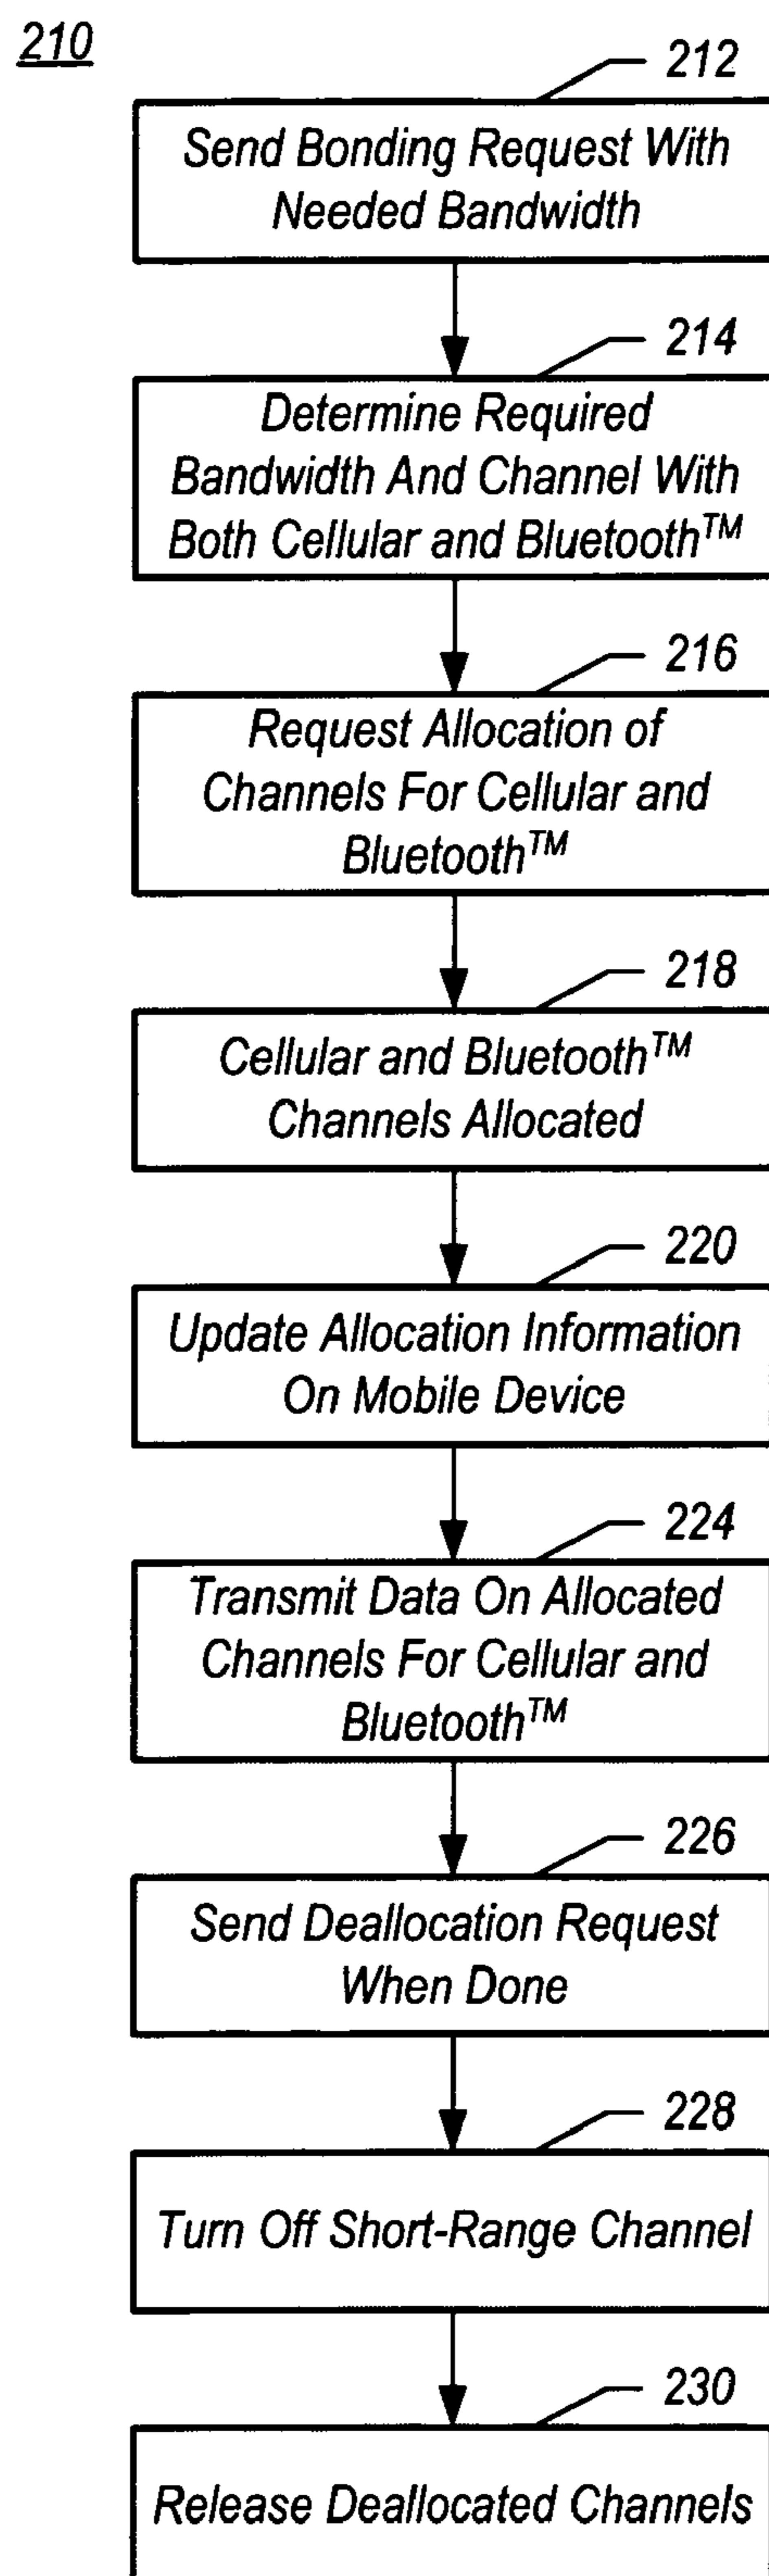 210
212
Send Bonding Request With
Needed Bandwidth
214
Determine Required
Bandwidth And Channel With
Both Cellular and Bluetooth™
216
Request Allocation of
Channels For Cellular and
Bluetooth™
218
Cellular and Bluetooth™
Channels Allocated
220
Update Allocation Information
On Mobile Device
224
Transmit Data On Allocated
Channels For Cellular and
Bluetooth™
226
Send Deallocation Request
When Done
228
Turn Off Short-Range Channel
230
Release Deallocated Channels